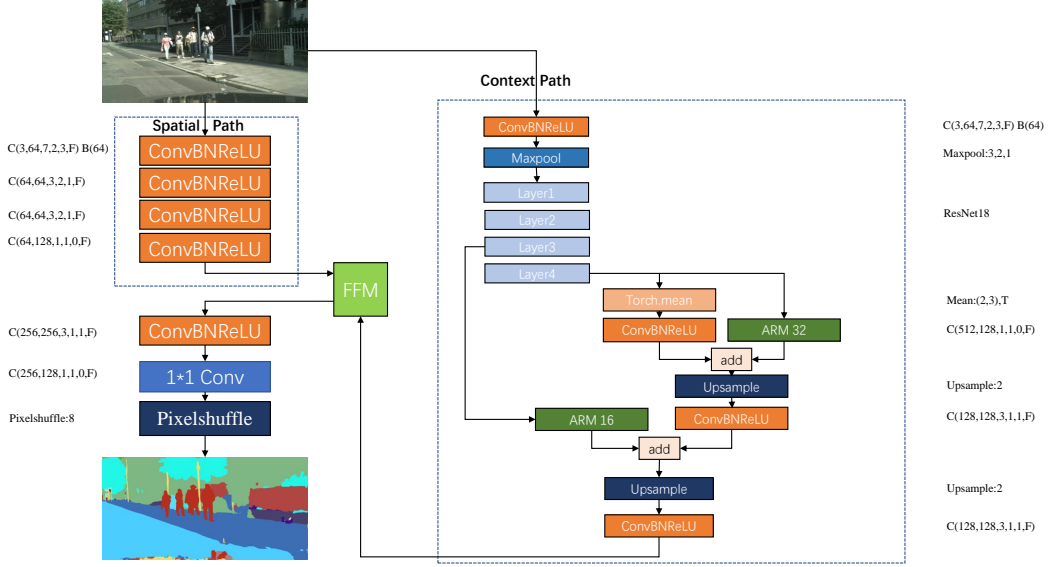 Context Path
Spatial Path
C(3,64,7,2,3,F) B(64)
ConvBNReLU
C(64,64,3,2,1,F)
ConvBNReLU
C(64,64,3,2,1,F)
ConvBNReLU
C(64,128,1,1,0,F)
ConvBNReLU
FFM
C(256,256,3,1,1,F)
ConvBNReLU
C(256,128,1,1,0,F)
1*1 Conv
Pixelshuffle:8
Pixelshuffle
ConvBNReLU
C(3,64,7,2,3,F) B(64)
Maxpool
Maxpool:3,2,1
Layer1
Layer2
ResNet18
Layer3
Layer4
Torch.mean
Mean:(2,3),T
ConvBNReLU
ARM 32
C(512,128,1,1,0,F)
add
Upsample
Upsample:2
ARM 16
ConvBNReLU
C(128,128,3,1,1,F)
add
Upsample
Upsample:2
ConvBNReLU
C(128,128,3,1,1,F)